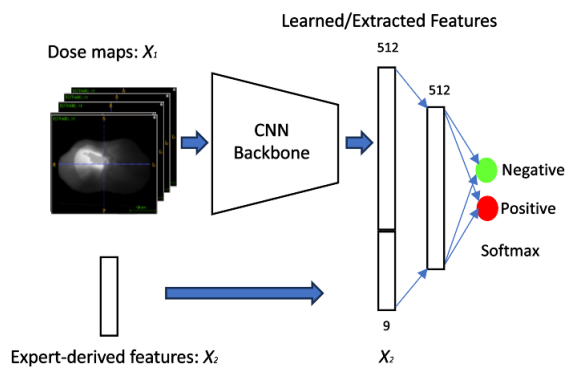 Learned/Extracted Features
Dose maps: X₁
512
512
CNN
Backbone
Negative
Positive
Softmax
9
Expert-derived features: X₂
X₂